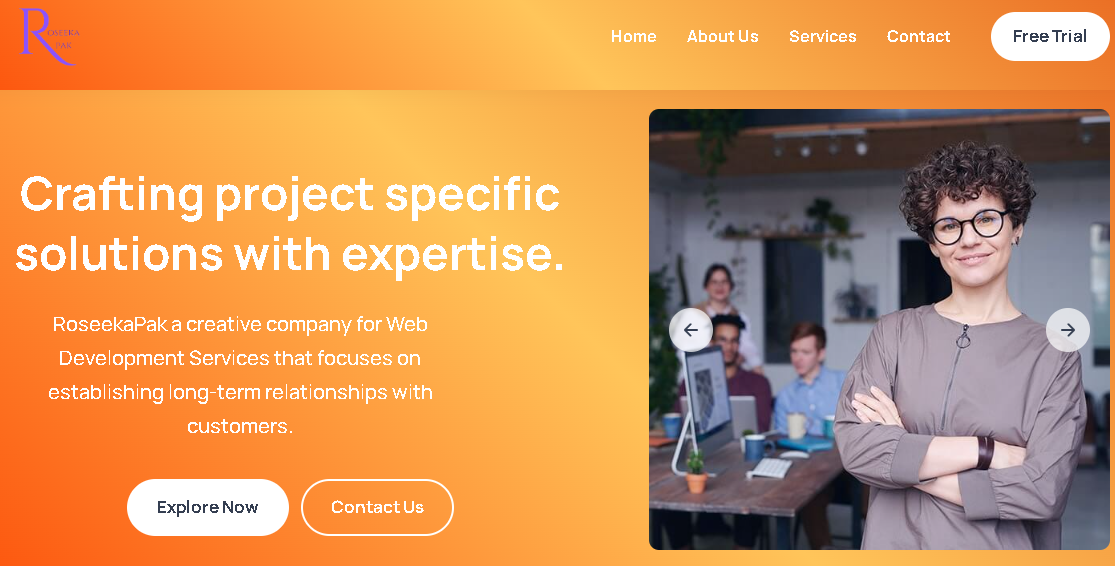 ROSEEKA
PAK
Home About Us Services Contact Free Trial
Crafting project specific
solutions with expertise.
RoseekaPak a creative company for Web
Development Services that focuses on
establishing long-term relationships with
customers.
Explore Now Contact Us